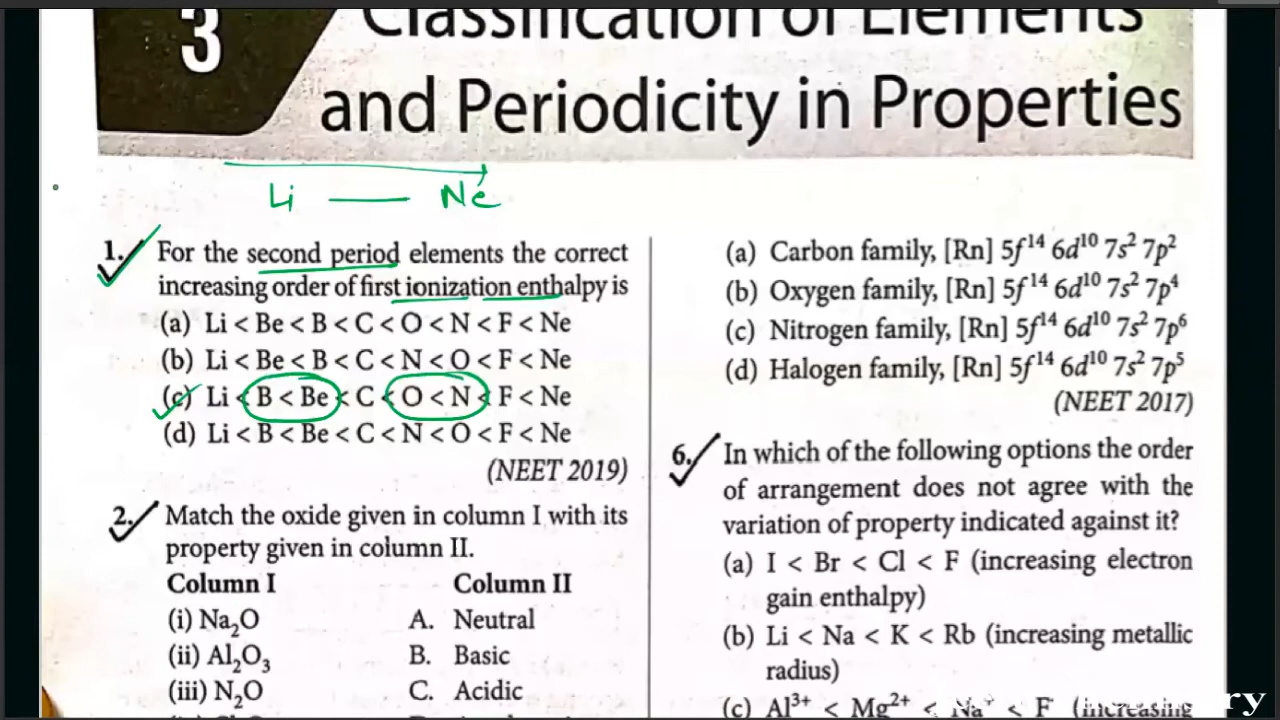 3
Classification of Elements
and Periodicity in Properties
Li — Ne
1. For the second period elements the correct
increasing order of first ionization enthalpy is
(a) Li < Be < B < C < O < N < F < Ne
(b) Li < Be < B < C < N < O < F < Ne
(c) Li < B < Be < C < O < N < F < Ne
(d) Li < B < Be < C < N < O < F < Ne
(NEET 2019)
2. Match the oxide given in column I with its
property given in column II.
Column I Column II
(i) Na₂O A. Neutral
(ii) Al₂O₃ B. Basic
(iii) N₂O C. Acidic
(a) Carbon family, [Rn] 5f¹⁴ 6d¹⁰ 7s² 7p²
(b) Oxygen family, [Rn] 5f¹⁴ 6d¹⁰ 7s² 7p⁴
(c) Nitrogen family, [Rn] 5f¹⁴ 6d¹⁰ 7s² 7p⁶
(d) Halogen family, [Rn] 5f¹⁴ 6d¹⁰ 7s² 7p⁵
(NEET 2017)
6. In which of the following options the order
of arrangement does not agree with the
variation of property indicated against it?
(a) I < Br < Cl < F (increasing electron
gain enthalpy)
(b) Li < Na < K < Rb (increasing metallic
radius)
(c) Al³⁺ < Mg²⁺ < Na⁺ < F⁻ (increasing